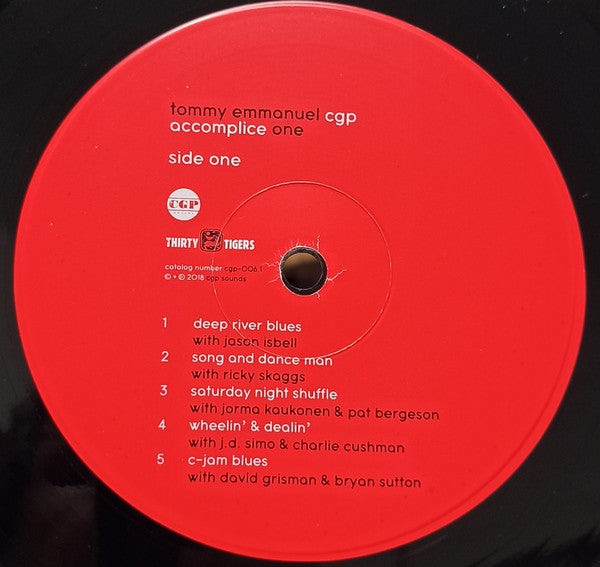 tommy emmanuel cgp
accomplice one
side one
CGP
THIRTY TIGERS
catalog number cgp-006.1
© + ℗ 2018 cgp sounds
1 deep river blues
with jason isbell
2 song and dance man
with ricky skaggs
3 saturday night shuffle
with jorma kaukonen & pat bergeson
4 wheelin' & dealin'
with j.d. simo & charlie cushman
5 c-jam blues
with david grisman & bryan sutton